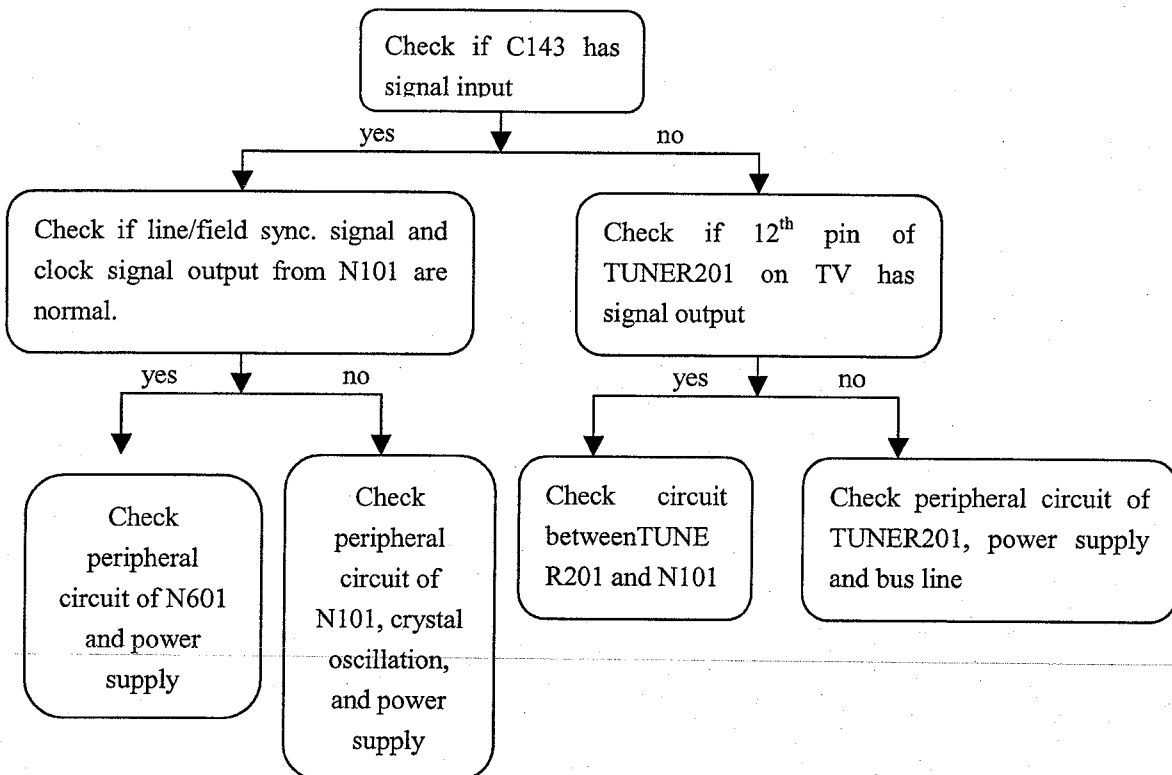 Check if C143 has
signal input
yes
no
Check if line/field sync. signal and
clock signal output from N101 are
normal.
Check if 12th pin of
TUNER201 on TV has
signal output
yes
no
yes
no
Check
peripheral
circuit of N601
and power
supply
Check
peripheral
circuit of
N101, crystal
oscillation,
and power
supply
Check circuit
betweenTUNE
R201 and N101
Check peripheral circuit of
TUNER201, power supply
and bus line